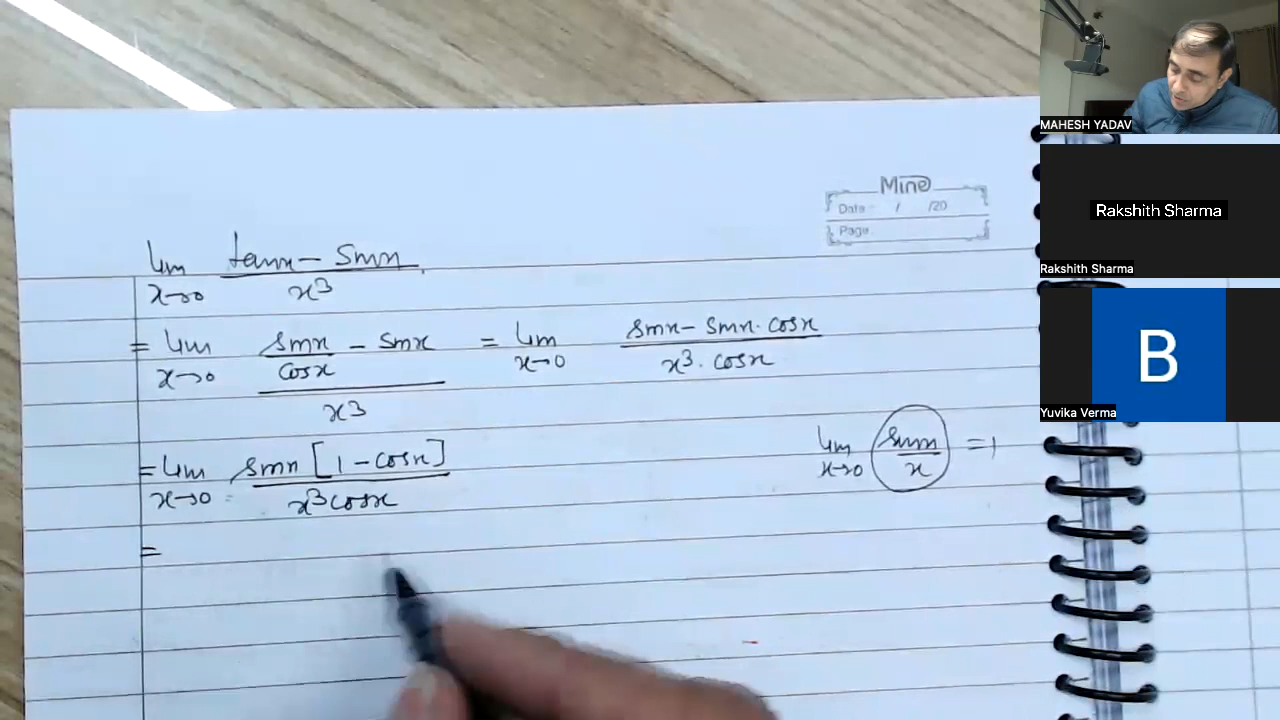 Mine
Date - / /20
Page
lim x→0 (tanx - sinx) / x³
= lim x→0 (sinx/cosx - sinx) / x³ = lim x→0 (sinx - sinx·cosx) / (x³·cosx)
= lim x→0 sinx[1 - cosx] / (x³cosx)
lim x→0 (sinx/x) = 1
=
MAHESH YADAV
Rakshith Sharma
Rakshith Sharma
B
Yuvika Verma